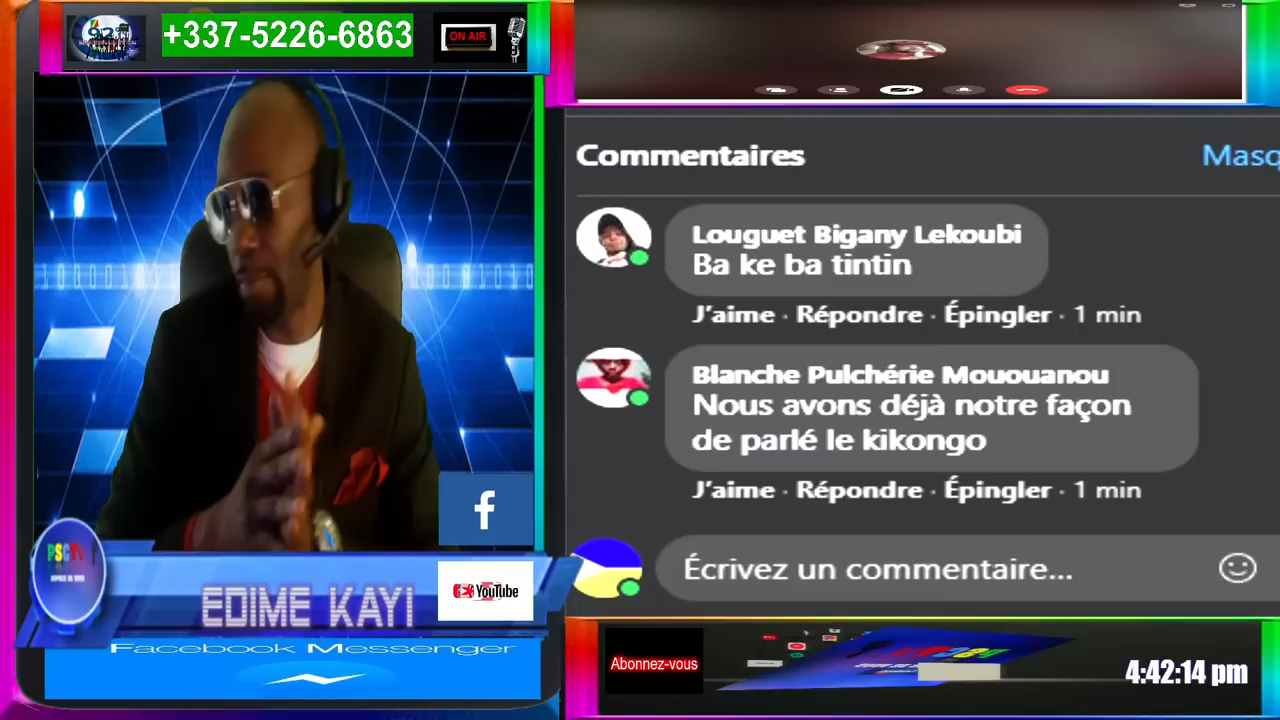 +337-5226-6863
ON AIR
Commentaires
Masq
Louguet Bigany Lekoubi
Ba ke ba tintin
J'aime · Répondre · Épingler · 1 min
Blanche Pulchérie Mououanou
Nous avons déjà notre façon
de parlé le kikongo
J'aime · Répondre · Épingler · 1 min
Écrivez un commentaire...
f
PSCTV
EDIME KAYI
YouTube
Facebook Messenger
Abonnez-vous
4:42:14 pm